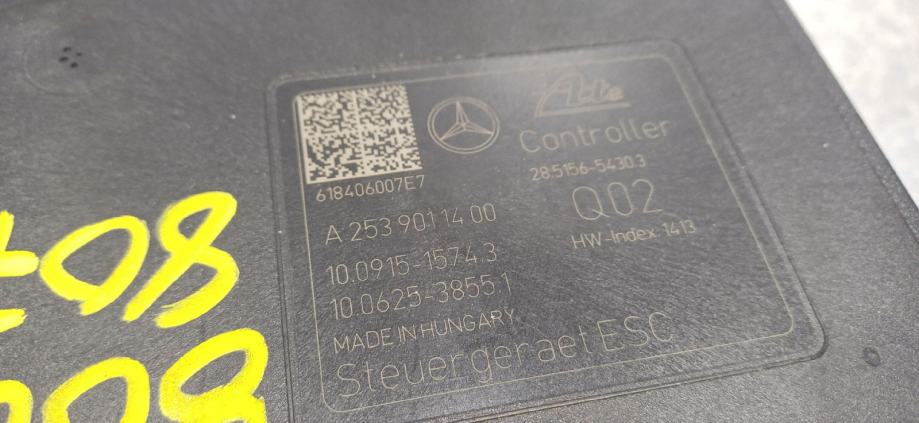 Ate
Controller
618406007E7
28.5156-5430.3
A 253 901 14 00
Q02
10.0915-1574.3
HW-Index 1413
10.0625-3855.1
MADE IN HUNGARY
Steuergeraet ESC